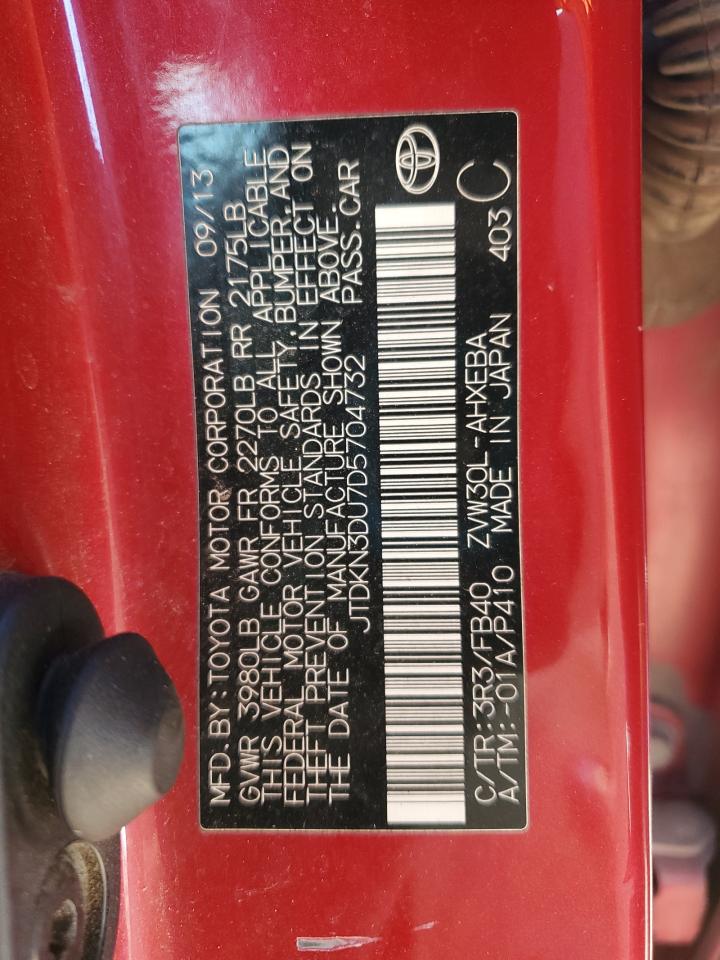 MFD.BY:TOYOTA MOTOR CORPORATION 09/13
GVWR 3980LB GAWR FR 2270LB RR 2175LB
THIS VEHICLE CONFORMS TO ALL APPLICABLE
FEDERAL MOTOR VEHICLE SAFETY,BUMPER,AND
THEFT PREVENTION STANDARDS IN EFFECT ON
THE DATE OF MANUFACTURE SHOWN ABOVE.
JTDKN3DU7D5704732 PASS.CAR
C/TR:3R3/FB40 ZVW30L-AHXEBA C
A/TM:-01A/P410 MADE IN JAPAN 403